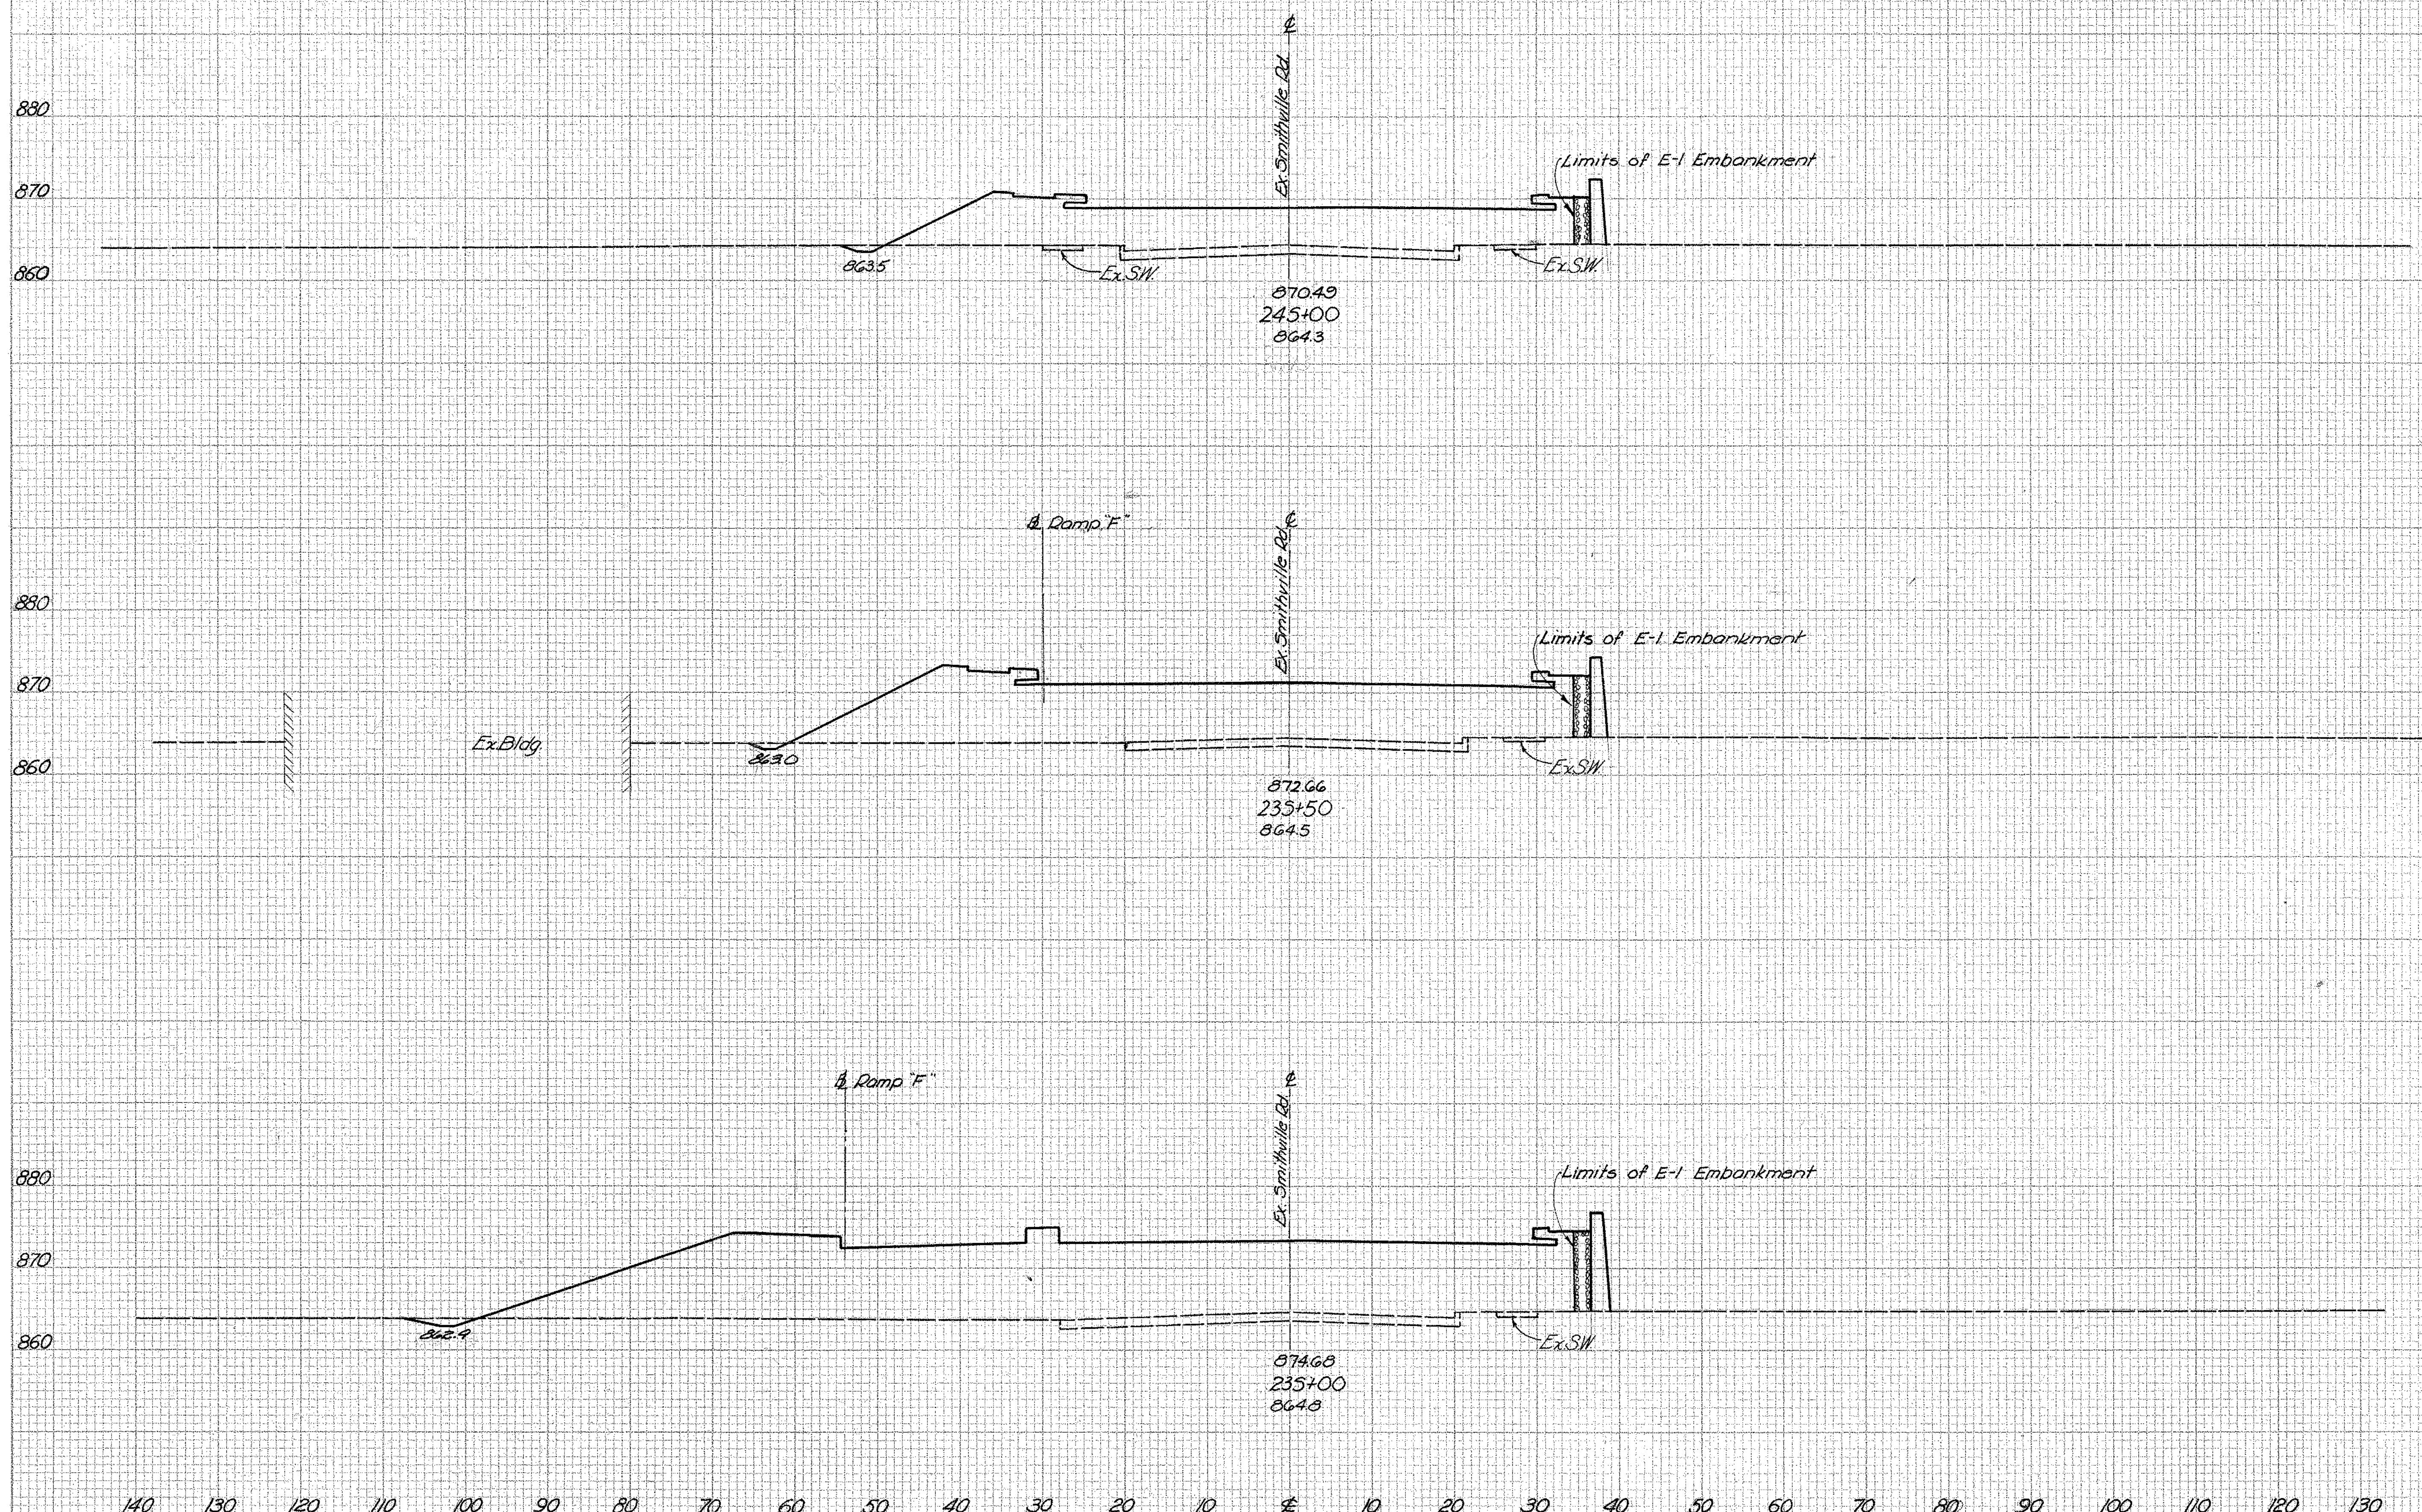 ℄
Ex. Smithville Rd.
880
Limits of E-1 Embankment
870
860
863.5
Ex.S.W.
Ex.S.W.
870.49
24S+00
864.3
℄ Ramp "F"
℄
Ex. Smithville Rd.
880
Limits of E-1 Embankment
870
Ex.Bldg.
860
863.0
Ex.S.W.
872.66
23S+50
864.5
℄ Ramp "F"
℄
Ex. Smithville Rd.
880
Limits of E-1 Embankment
870
860
862.9
Ex.S.W.
874.68
23S+00
864.8
140 130 120 110 100 90 80 70 60 50 40 30 20 10 ℄ 10 20 30 40 50 60 70 80 90 100 110 120 130